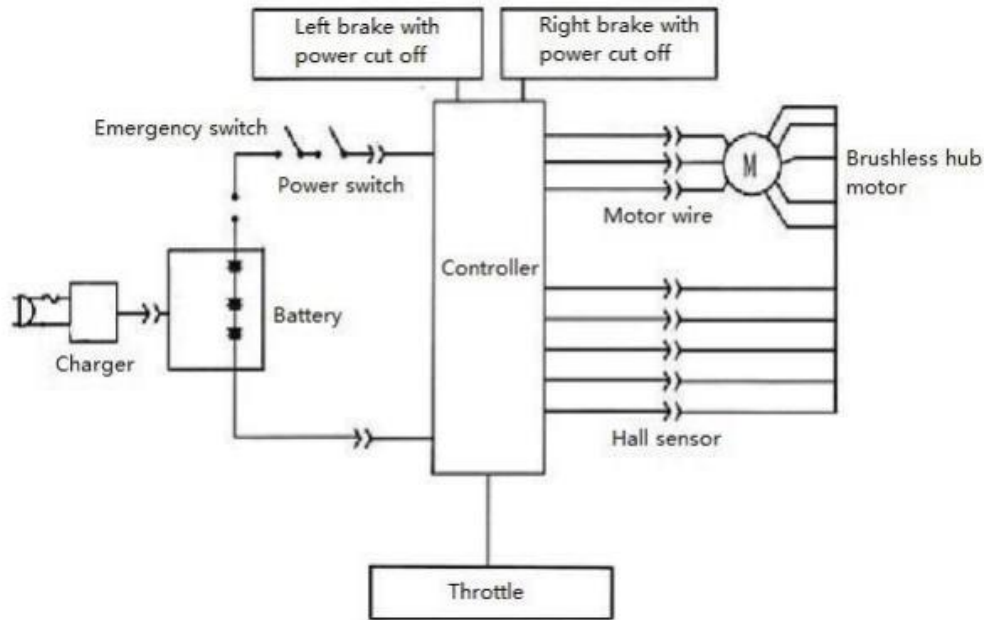 Left brake with
power cut off
Right brake with
power cut off
Emergency switch
Power switch
M
Brushless hub
motor
Motor wire
Controller
Battery
Charger
Hall sensor
Throttle